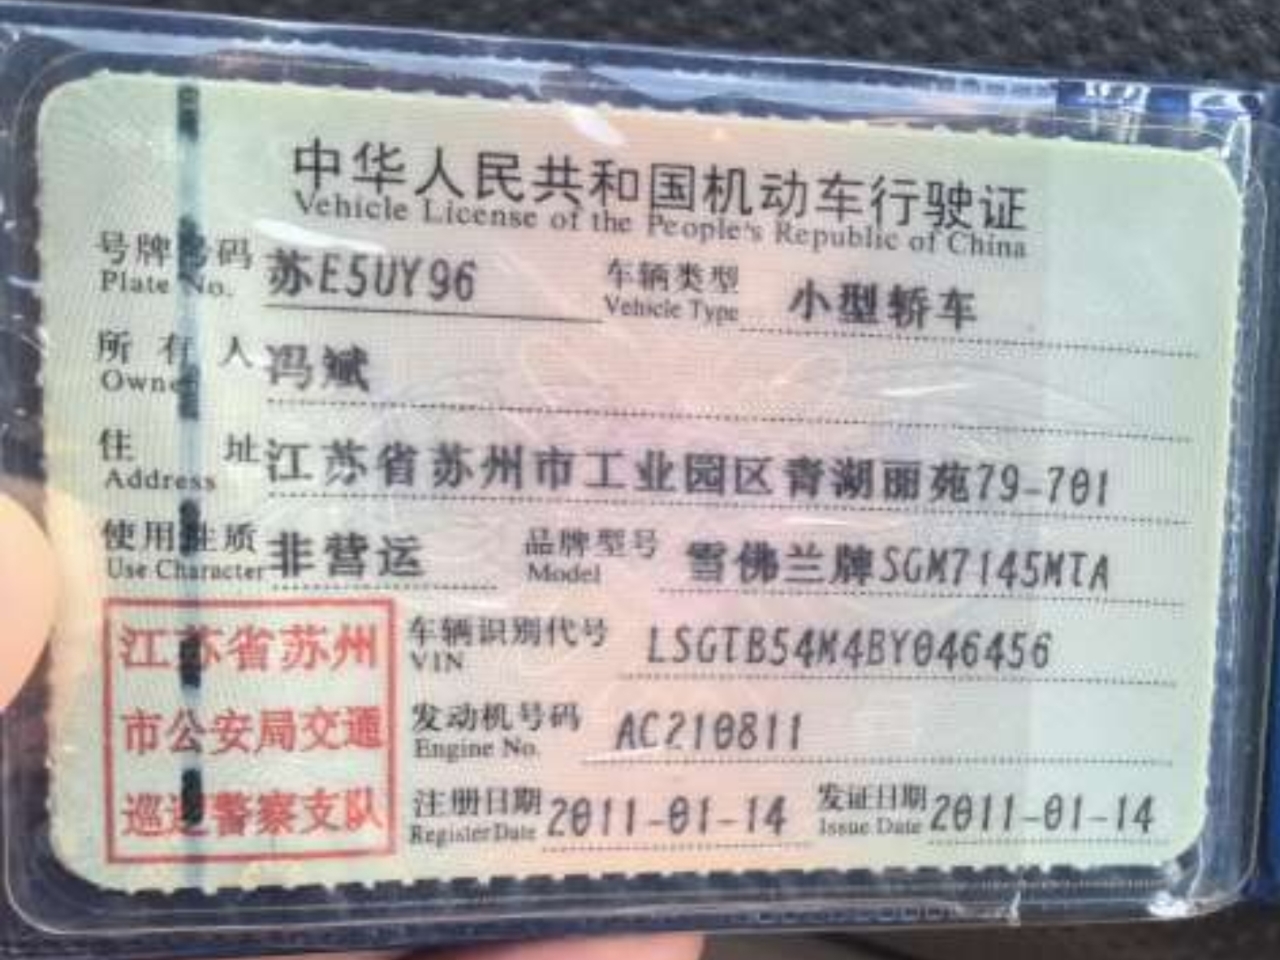 中华人民共和国机动车行驶证
Vehicle License of the People's Republic of China
号牌号码 苏E5UY96 车辆类型 小型轿车
Plate No. Vehicle Type
所有人 冯斌
Owner
住址 江苏省苏州市工业园区青湖丽苑79-701
Address
使用性质 非营运 品牌型号 雪佛兰牌SGM7145MTA
Use Character Model
江苏省苏州
市公安局交通
巡逻警察支队
车辆识别代号 LSGTB54M4BY046456
VIN
发动机号码 AC210811
Engine No.
注册日期 2011-01-14 发证日期 2011-01-14
Register Date Issue Date